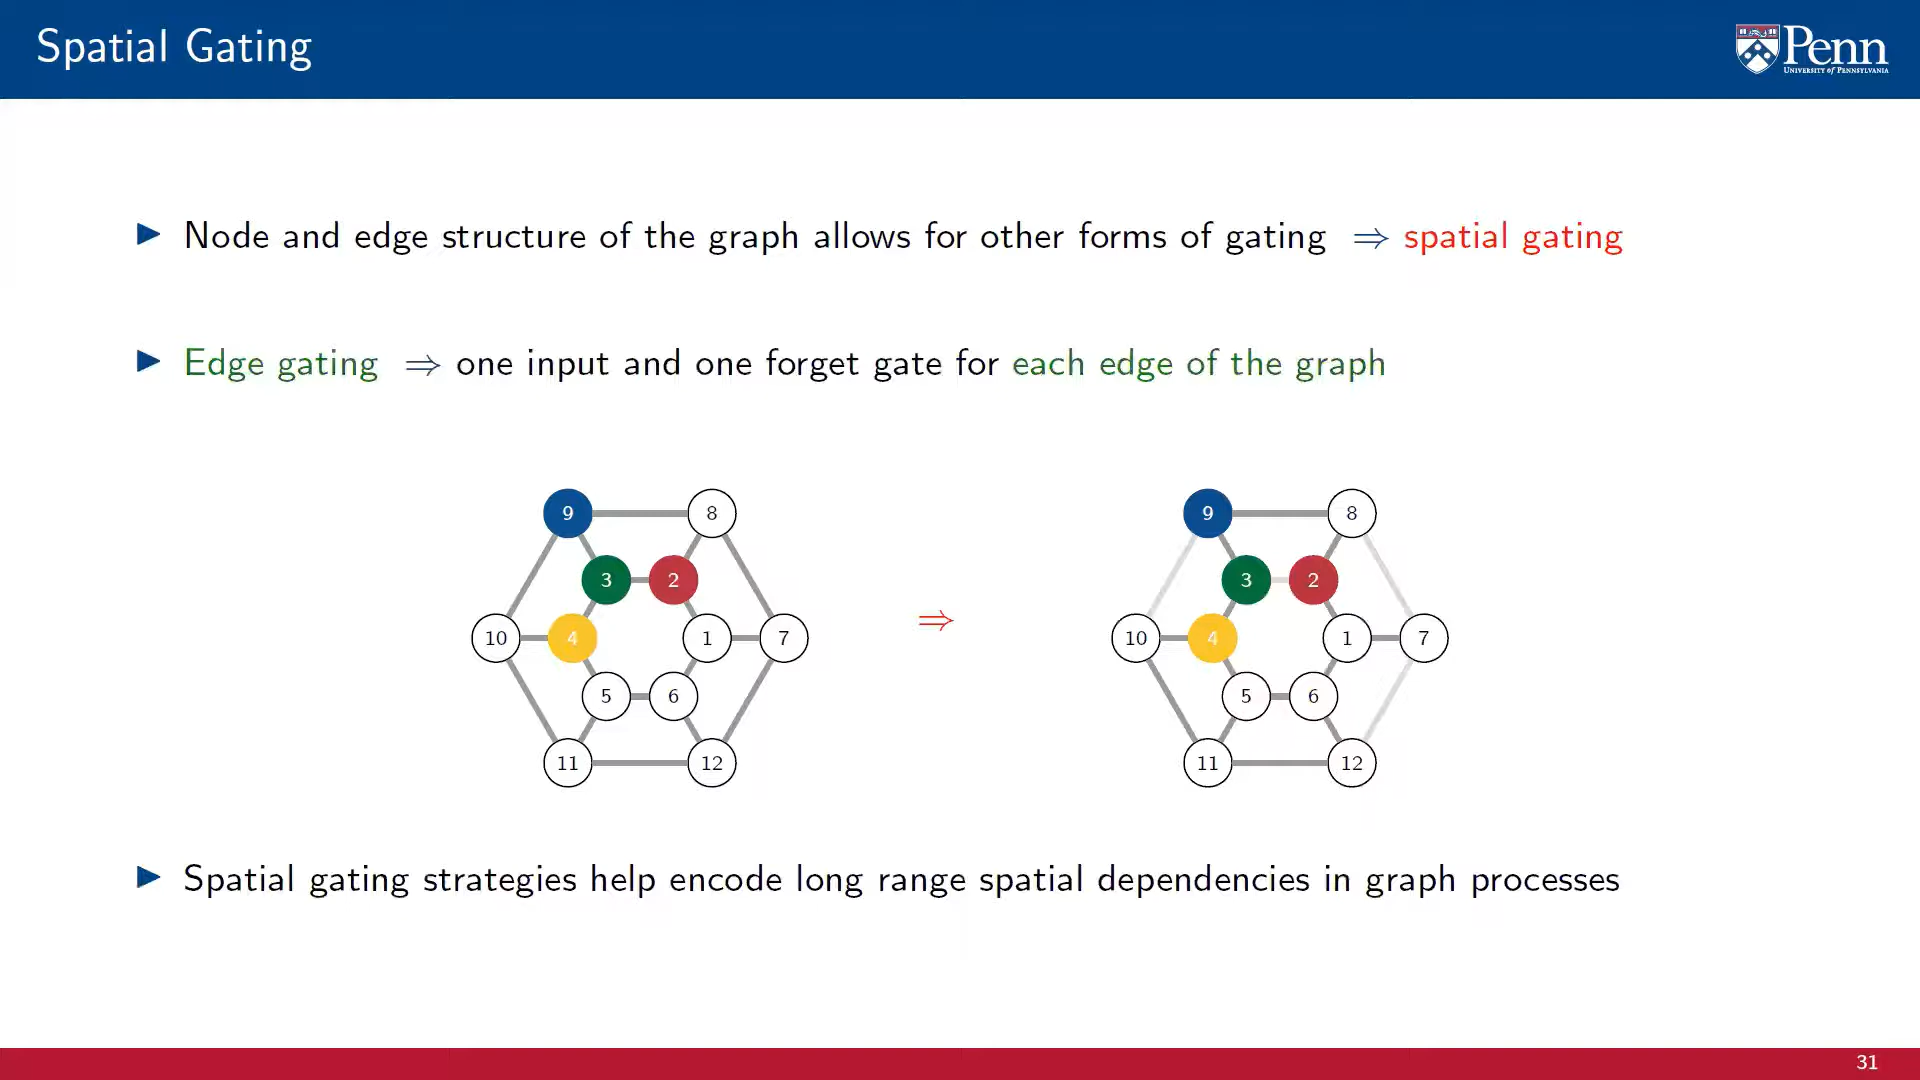 Spatial Gating
Penn
University of Pennsylvania
Node and edge structure of the graph allows for other forms of gating ⇒ spatial gating
Edge gating ⇒ one input and one forget gate for each edge of the graph
9 8 9 8
3 2 3 2
10 4 1 7 ⇒ 10 4 1 7
5 6 5 6
11 12 11 12
Spatial gating strategies help encode long range spatial dependencies in graph processes
31